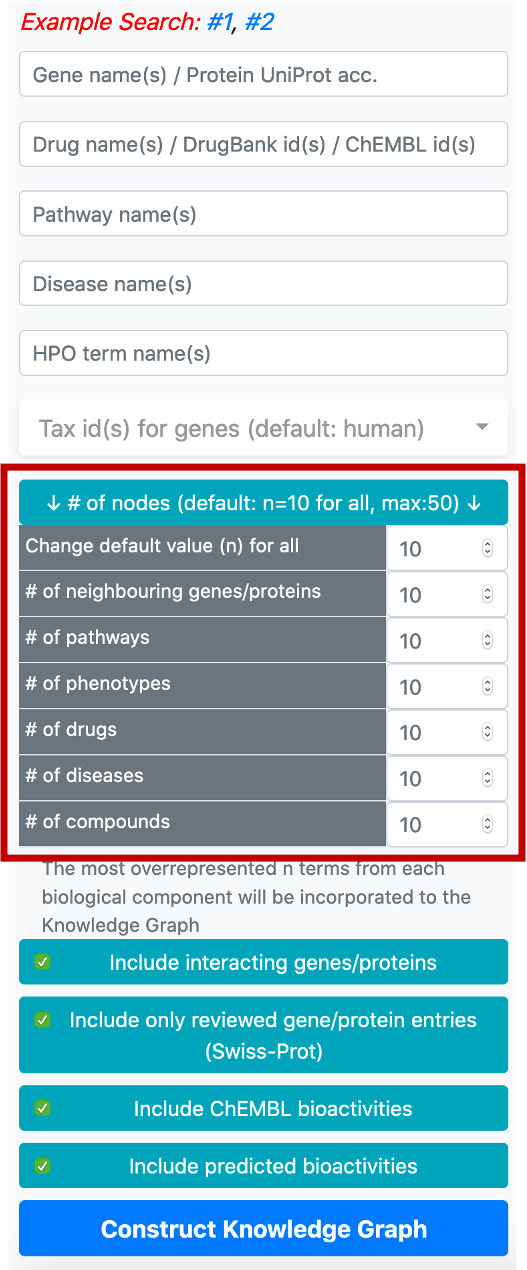 Example Search: #1, #2
Gene name(s) / Protein UniProt acc.
Drug name(s) / DrugBank id(s) / ChEMBL id(s)
Pathway name(s)
Disease name(s)
HPO term name(s)
Tax id(s) for genes (default: human)
↓ # of nodes (default: n=10 for all, max:50) ↓
Change default value (n) for all 10
# of neighbouring genes/proteins 10
# of pathways 10
# of phenotypes 10
# of drugs 10
# of diseases 10
# of compounds 10
The most overrepresented n terms from each
biological component will be incorporated to the
Knowledge Graph
Include interacting genes/proteins
Include only reviewed gene/protein entries
(Swiss-Prot)
Include ChEMBL bioactivities
Include predicted bioactivities
Construct Knowledge Graph